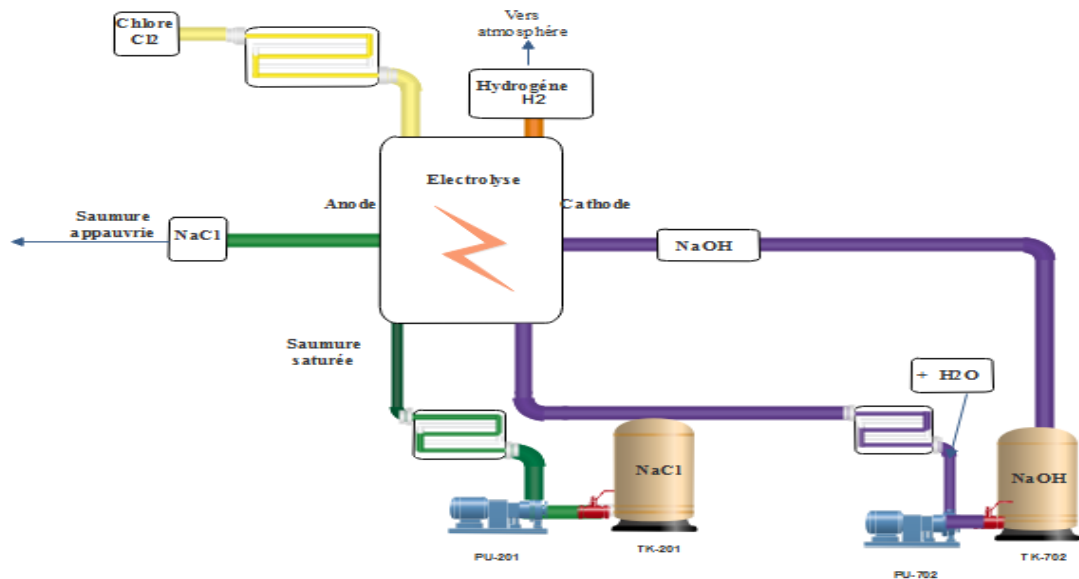 Chlore
Cl2
Vers
atmosphère
Hydrogéne
H2
Electrolyse
Anode
Cathode
Saumure
appauvrie
NaCl
NaOH
Saumure
saturée
+ H2O
NaCl
NaOH
PU-201
TK-201
PU-702
TK-702